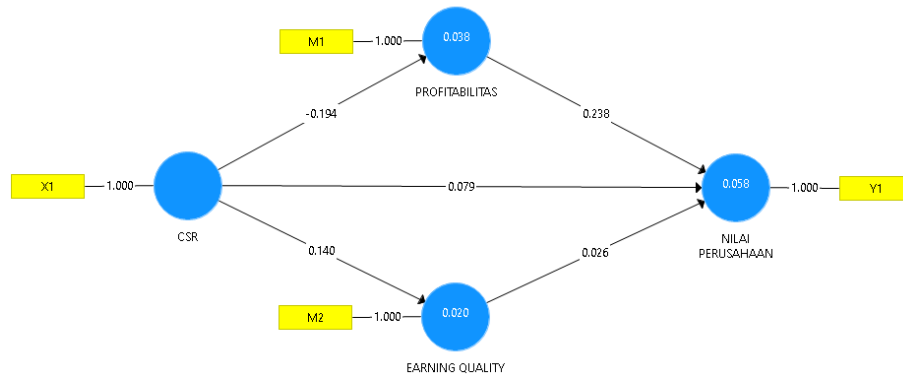 M1
1.000
0.038
PROFITABILITAS
-0.194
0.238
X1
1.000
CSR
0.079
0.058
1.000
Y1
NILAI
PERUSAHAAN
0.140
0.026
M2
1.000
0.020
EARNING QUALITY